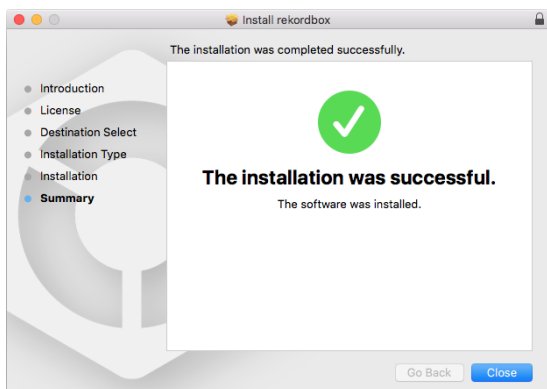 Install rekordbox
The installation was completed successfully.
Introduction
License
Destination Select
Installation Type
Installation
Summary
The installation was successful.
The software was installed.
Go Back
Close